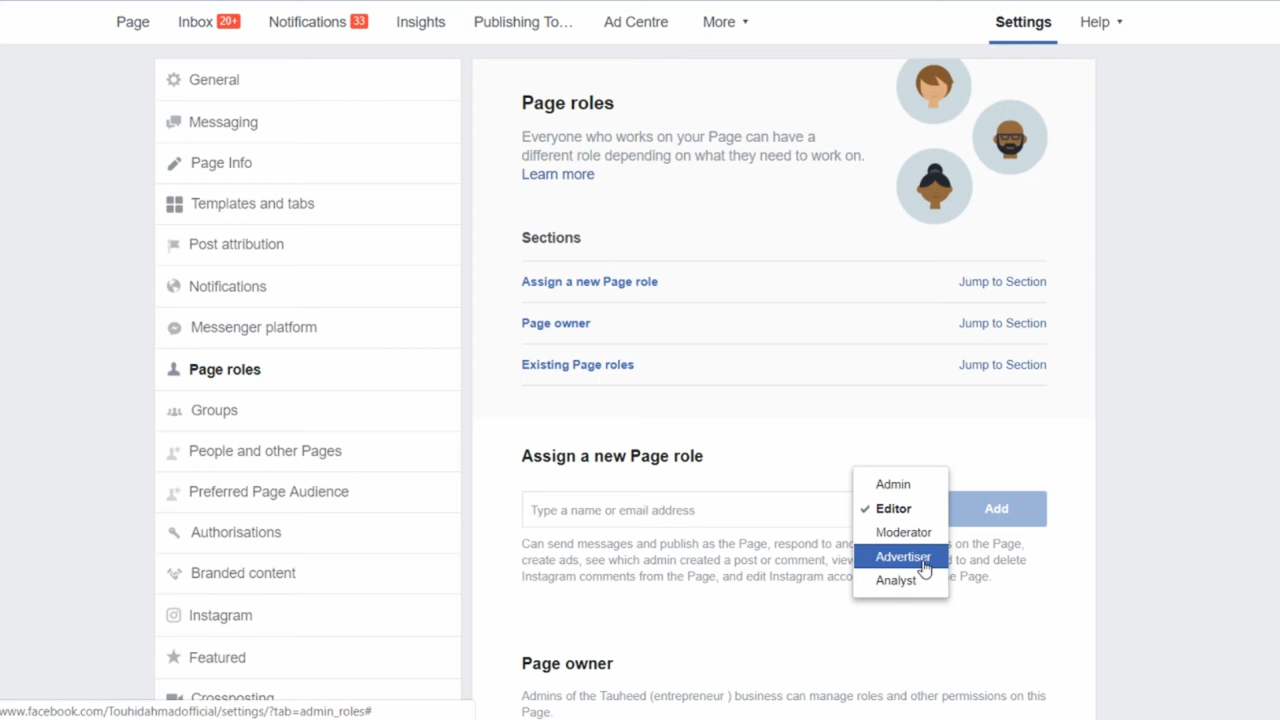 Page Inbox 20+ Notifications 33 Insights Publishing To… Ad Centre More Settings Help
General
Messaging
Page Info
Templates and tabs
Post attribution
Notifications
Messenger platform
Page roles
Groups
People and other Pages
Preferred Page Audience
Authorisations
Branded content
Instagram
Featured
Crossposting
Page roles
Everyone who works on your Page can have a
different role depending on what they need to work on.
Learn more
Sections
Assign a new Page role Jump to Section
Page owner Jump to Section
Existing Page roles Jump to Section
Assign a new Page role
Type a name or email address
Add
Admin
Editor
Moderator
Advertiser
Analyst
Can send messages and publish as the Page, respond to an on the Page,
create ads, see which admin created a post or comment, view d to and delete
Instagram comments from the Page, and edit Instagram acco e Page.
Page owner
Admins of the Tauheed (entrepreneur ) business can manage roles and other permissions on this
Page.
www.facebook.com/Touhidahmadofficial/settings/?tab=admin_roles#